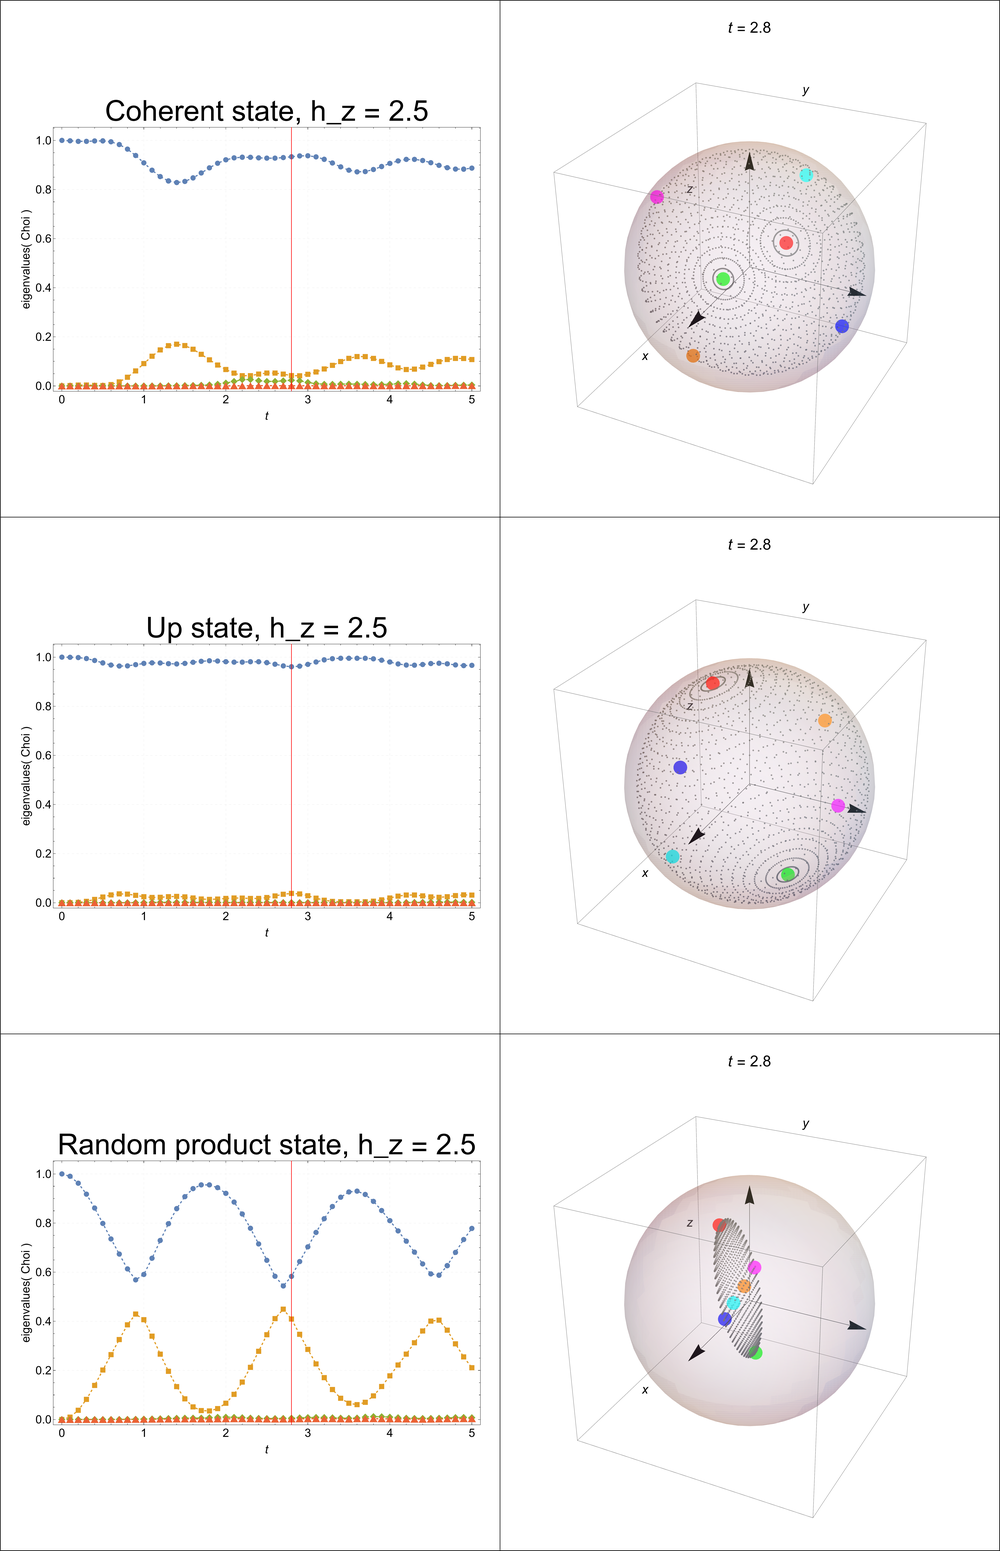 Coherent state, h_z = 2.5
eigenvalues( Choi )
1.0
0.8
0.6
0.4
0.2
0.0
0 1 2 3 4 5
t
t = 2.8
y
z
x
Up state, h_z = 2.5
eigenvalues( Choi )
1.0
0.8
0.6
0.4
0.2
0.0
0 1 2 3 4 5
t
t = 2.8
y
z
x
Random product state, h_z = 2.5
eigenvalues( Choi )
1.0
0.8
0.6
0.4
0.2
0.0
0 1 2 3 4 5
t
t = 2.8
y
z
x